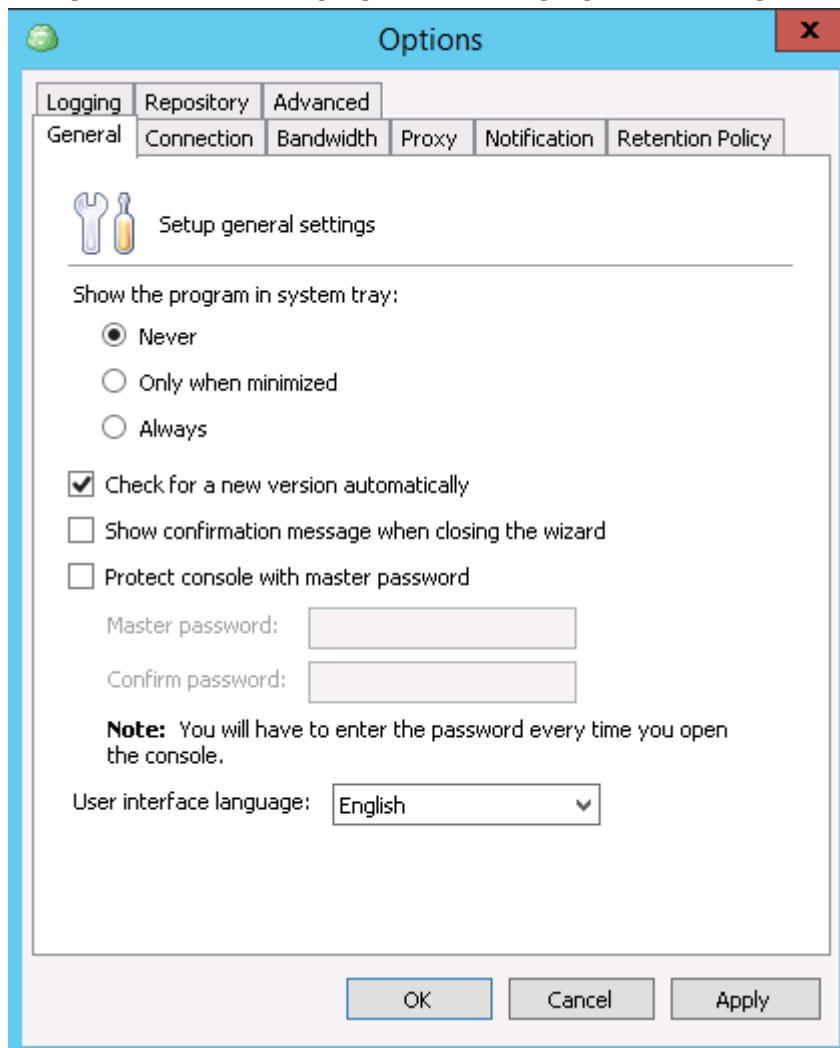 Options
x
Logging Repository Advanced
General Connection Bandwidth Proxy Notification Retention Policy
Setup general settings
Show the program in system tray:
Never
Only when minimized
Always
Check for a new version automatically
Show confirmation message when closing the wizard
Protect console with master password
Master password:
Confirm password:
Note: You will have to enter the password every time you open
the console.
User interface language: English
OK Cancel Apply